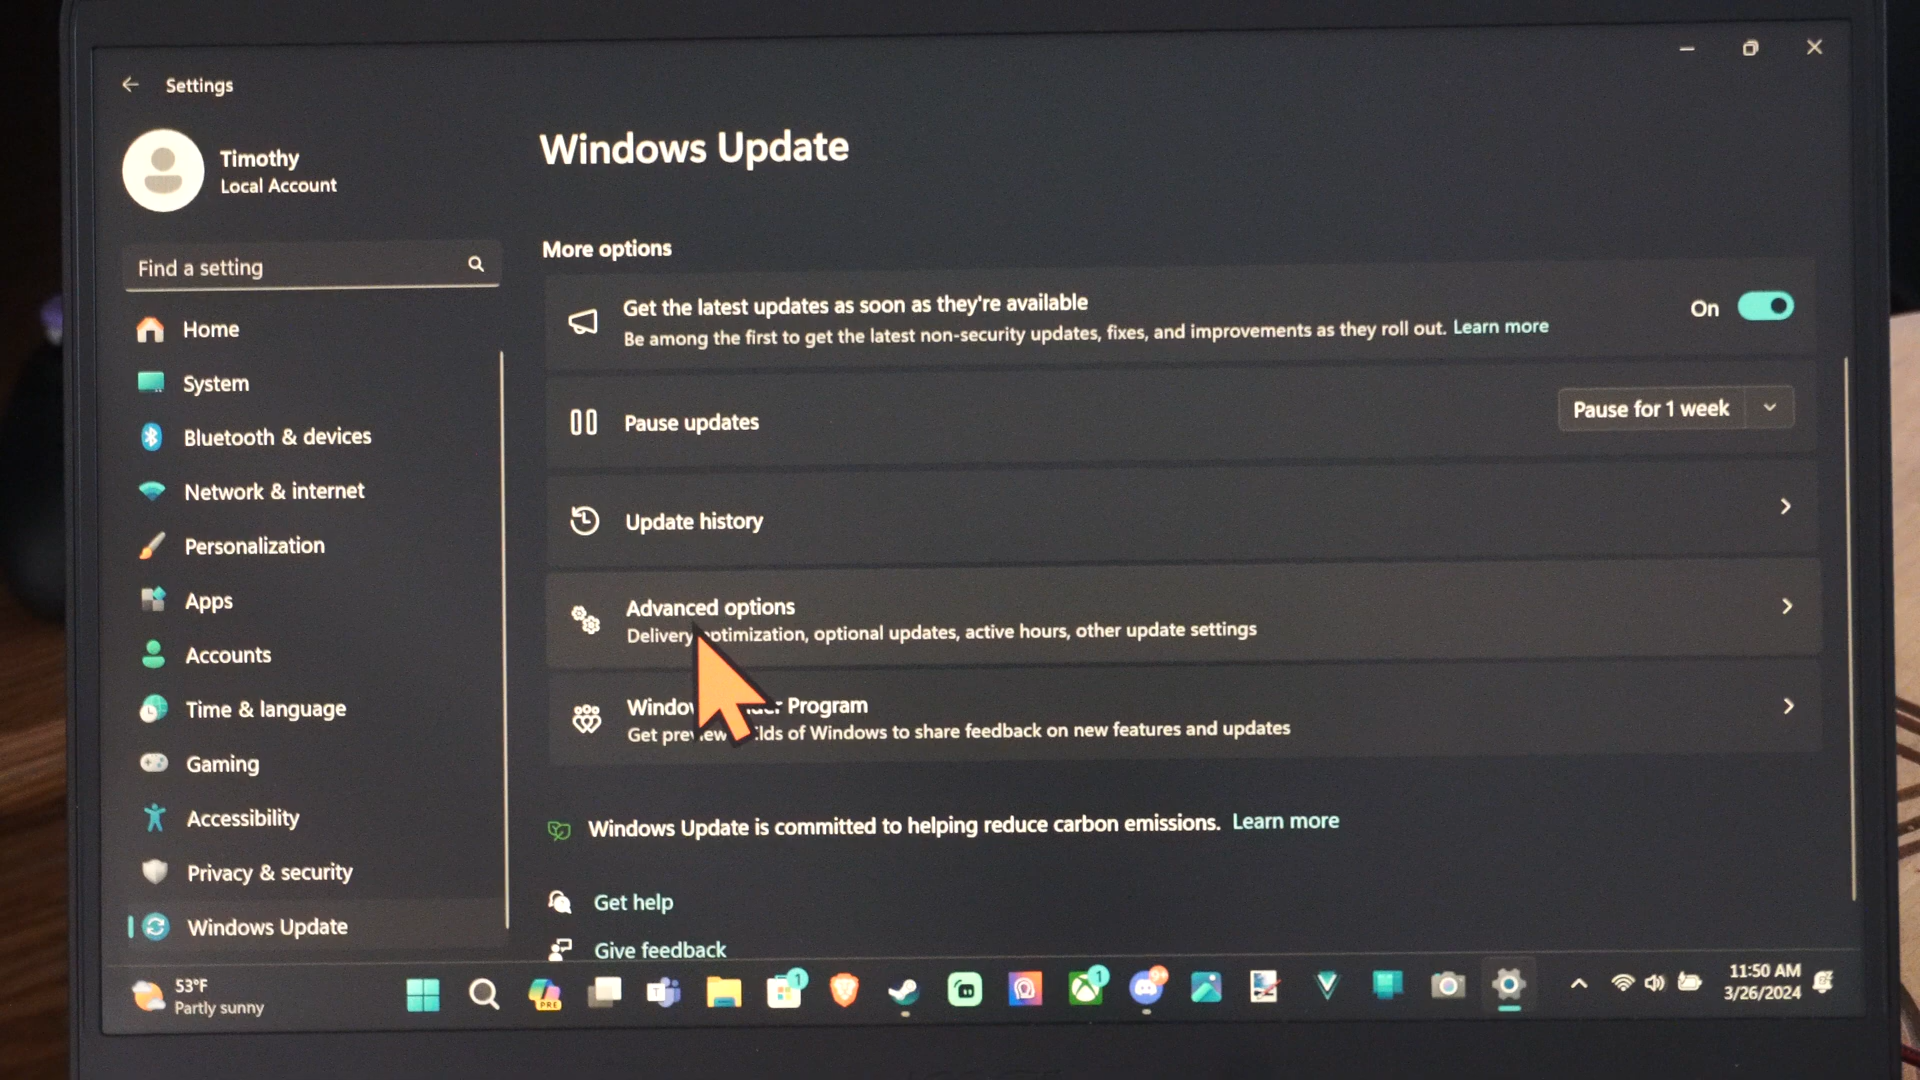 Settings
Timothy
Local Account
Find a setting
Home
System
Bluetooth & devices
Network & internet
Personalization
Apps
Accounts
Time & language
Gaming
Accessibility
Privacy & security
Windows Update
Windows Update
More options
Get the latest updates as soon as they're available
Be among the first to get the latest non-security updates, fixes, and improvements as they roll out. Learn more
On
Pause updates
Pause for 1 week
Update history
Advanced options
Delivery optimization, optional updates, active hours, other update settings
Program
Get of Windows to share feedback on new features and updates
Windows Update is committed to helping reduce carbon emissions. Learn more
Get help
Give feedback
53°F
Partly sunny
PRE
1
1
9+
11:50 AM
3/26/2024